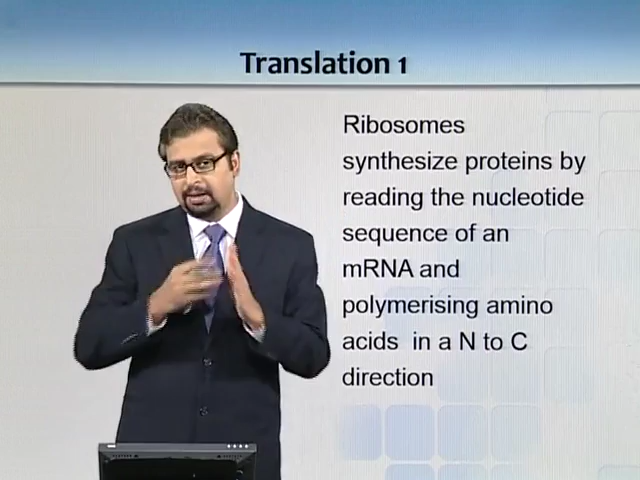 Translation 1
Ribosomes
synthesize proteins by
reading the nucleotide
sequence of an
mRNA and
polymerising amino
acids in a N to C
direction